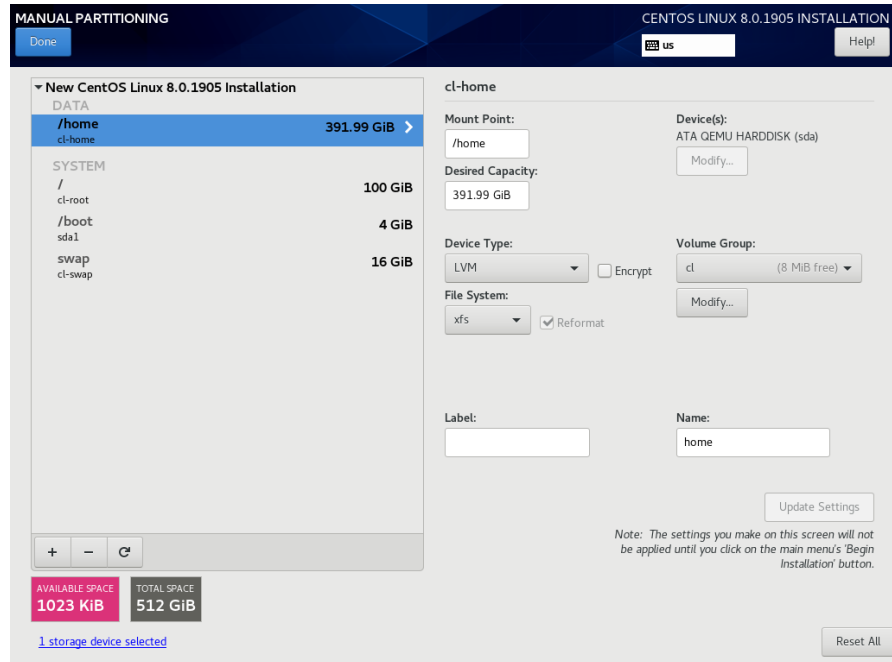 MANUAL PARTITIONING
CENTOS LINUX 8.0.1905 INSTALLATION
Done
us
Help!
New CentOS Linux 8.0.1905 Installation
DATA
/home
391.99 GiB
cl-home
SYSTEM
/
100 GiB
cl-root
/boot
4 GiB
sda1
swap
16 GiB
cl-swap
cl-home
Mount Point:
/home
Device(s):
ATA QEMU HARDDISK (sda)
Modify...
Desired Capacity:
391.99 GiB
Device Type:
LVM
Encrypt
Volume Group:
cl (8 MiB free)
Modify...
File System:
xfs
Reformat
Label:
Name:
home
Update Settings
Note: The settings you make on this screen will not
be applied until you click on the main menu's 'Begin
Installation' button.
+ −
AVAILABLE SPACE
1023 KiB
TOTAL SPACE
512 GiB
1 storage device selected
Reset All